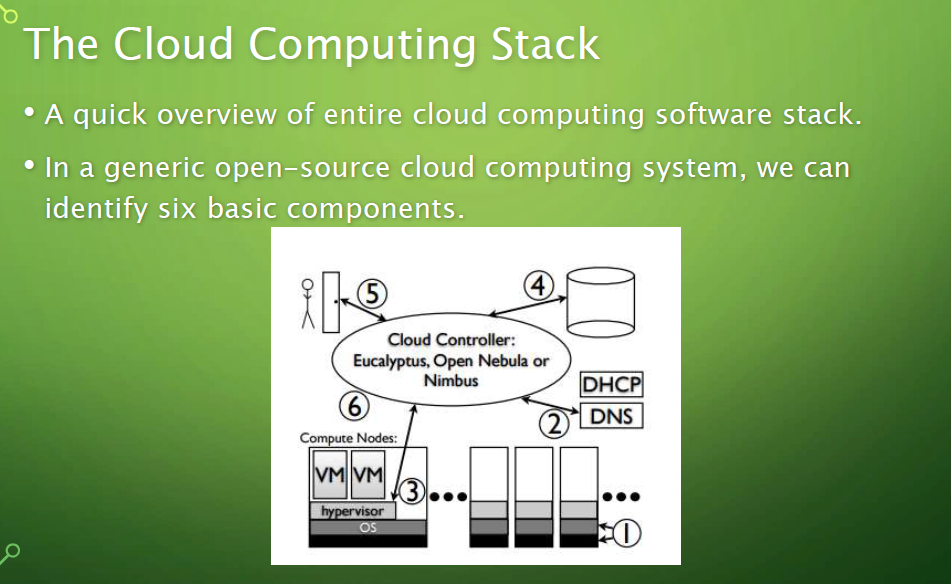 The Cloud Computing Stack
• A quick overview of entire cloud computing software stack.
• In a generic open-source cloud computing system, we can
identify six basic components.
5
4
Cloud Controller:
Eucalyptus, Open Nebula or
Nimbus
DHCP
6
2
DNS
Compute Nodes:
VM VM
3
hypervisor
OS
1